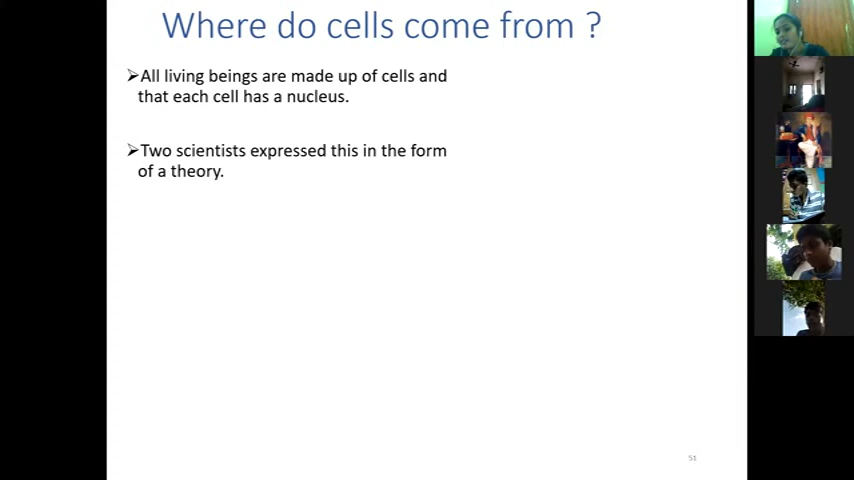 Where do cells come from ?
➢All living beings are made up of cells and
that each cell has a nucleus.
➢Two scientists expressed this in the form
of a theory.
51